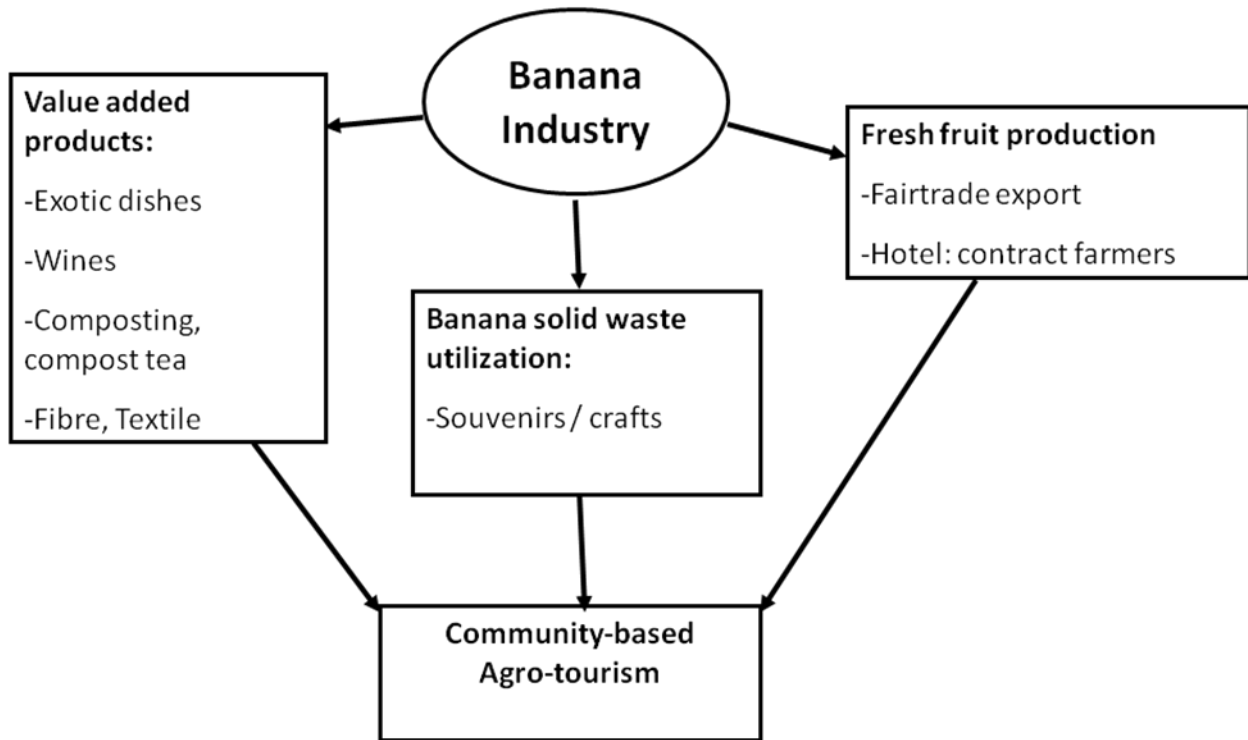 Banana
Industry
Value added
products:
-Exotic dishes
-Wines
-Composting,
compost tea
-Fibre, Textile
Banana solid waste
utilization:
-Souvenirs / crafts
Fresh fruit production
-Fairtrade export
-Hotel: contract farmers
Community-based
Agro-tourism